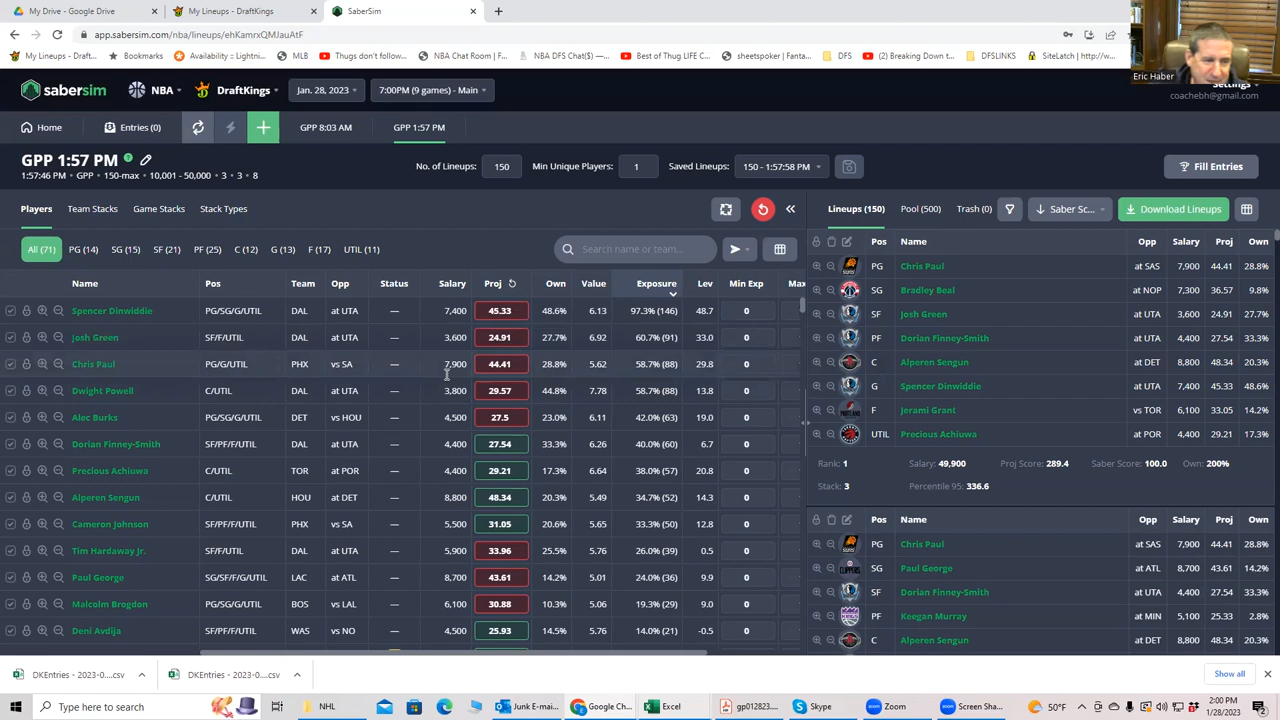 My Drive - Google Drive
My Lineups - DraftKings
SaberSim
app.sabersim.com/nba/lineups/ehKamrxQMJauAtF
My Lineups - Draft...
Bookmarks
Availability :: Lightnin...
MLB
Thugs don't follow...
NBA Chat Room / -...
NBA DFS Chat($) -...
Best of Thug LIFE C...
sheetspoker | Fanta...
DFS
(2) Breaking Down t...
DFSLINKS
SiteLatch | http://w...
Eric Haber
sabersim
NBA
DraftKings
Jan. 28, 2023
7:00PM (9 games) - Main
Settings
coachebh@gmail.com
Home
Entries (0)
GPP 8:03 AM
GPP 1:57 PM
GPP 1:57 PM
1:57:46 PM • GPP • 150-max • 10,001 - 50,000 • 3 • 3 • 8
No. of Lineups: 150
Min Unique Players: 1
Saved Lineups: 150 - 1:57:58 PM
Fill Entries
Players
Team Stacks
Game Stacks
Stack Types
All (71)
PG (14)
SG (15)
SF (21)
PF (25)
C (12)
G (13)
F (17)
UTIL (11)
Search name or team...
Name Pos Team Opp Status Salary Proj Own Value Exposure Lev Min Exp Max
Spencer Dinwiddie PG/SG/G/UTIL DAL at UTA — 7,400 45.33 48.6% 6.13 97.3% (146) 48.7 0
Josh Green SF/F/UTIL DAL at UTA — 3,600 24.91 27.7% 6.92 60.7% (91) 33.0 0
Chris Paul PG/G/UTIL PHX vs SA — 7,900 44.41 28.8% 5.62 58.7% (88) 29.8 0
Dwight Powell C/UTIL DAL at UTA — 3,800 29.57 44.8% 7.78 58.7% (88) 13.8 0
Alec Burks PG/SG/G/UTIL DET vs HOU — 4,500 27.5 23.0% 6.11 42.0% (63) 19.0 0
Dorian Finney-Smith SF/PF/F/UTIL DAL at UTA — 4,400 27.54 33.3% 6.26 40.0% (60) 6.7 0
Precious Achiuwa C/UTIL TOR at POR — 4,400 29.21 17.3% 6.64 38.0% (57) 20.8 0
Alperen Sengun C/UTIL HOU at DET — 8,800 48.34 20.3% 5.49 34.7% (52) 14.3 0
Cameron Johnson SF/PF/F/UTIL PHX vs SA — 5,500 31.05 20.6% 5.65 33.3% (50) 12.8 0
Tim Hardaway Jr. SF/F/UTIL DAL at UTA — 5,900 33.96 25.5% 5.76 26.0% (39) 0.5 0
Paul George SG/SF/F/G/UTIL LAC at ATL — 8,700 43.61 14.2% 5.01 24.0% (36) 9.9 0
Malcolm Brogdon PG/SG/G/UTIL BOS vs LAL — 6,100 30.88 10.3% 5.06 19.3% (29) 9.0 0
Deni Avdija SF/PF/F/UTIL WAS vs NO — 4,500 25.93 14.5% 5.76 14.0% (21) -0.5 0
Lineups (150)
Pool (500)
Trash (0)
Saber Sc...
Download Lineups
Pos Name Opp Salary Proj Own
PG Chris Paul at SAS 7,900 44.41 28.8%
SG Bradley Beal at NOP 7,300 36.57 9.8%
SF Josh Green at UTA 3,600 24.91 27.7%
PF Dorian Finney-Smith at UTA 4,400 27.54 33.3%
C Alperen Sengun at DET 8,800 48.34 20.3%
G Spencer Dinwiddie at UTA 7,400 45.33 48.6%
F Jerami Grant vs TOR 6,100 33.05 14.2%
UTIL Precious Achiuwa at POR 4,400 29.21 17.3%
Rank: 1 Salary: 49,900 Proj Score: 289.4 Saber Score: 100.0 Own: 200%
Stack: 3 Percentile 95: 336.6
Pos Name Opp Salary Proj Own
PG Chris Paul at SAS 7,900 44.41 28.8%
SG Paul George at ATL 8,700 43.61 14.2%
SF Dorian Finney-Smith at UTA 4,400 27.54 33.3%
PF Keegan Murray at MIN 5,100 25.33 2.8%
C Alperen Sengun at DET 8,800 48.34 20.3%
DKEntries - 2023-0....csv
DKEntries - 2023-0....csv
Show all
Type here to search
NHL
Junk E-mai...
Google Ch...
Excel
gp012823....
Skype
Zoom
Screen Sha...
50°F
2:00 PM
1/28/2023